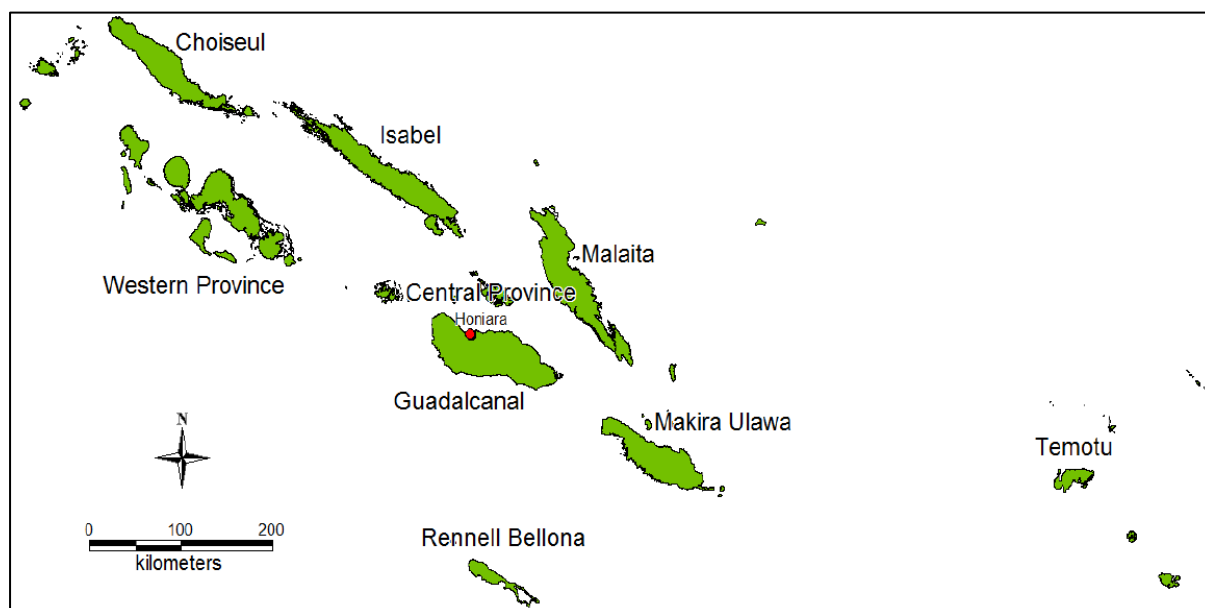 Choiseul
Isabel
Malaita
Western Province
Central Province
Honiara
Guadalcanal
Makira Ulawa
Temotu
N
0 100 200
kilometers
Rennell Bellona